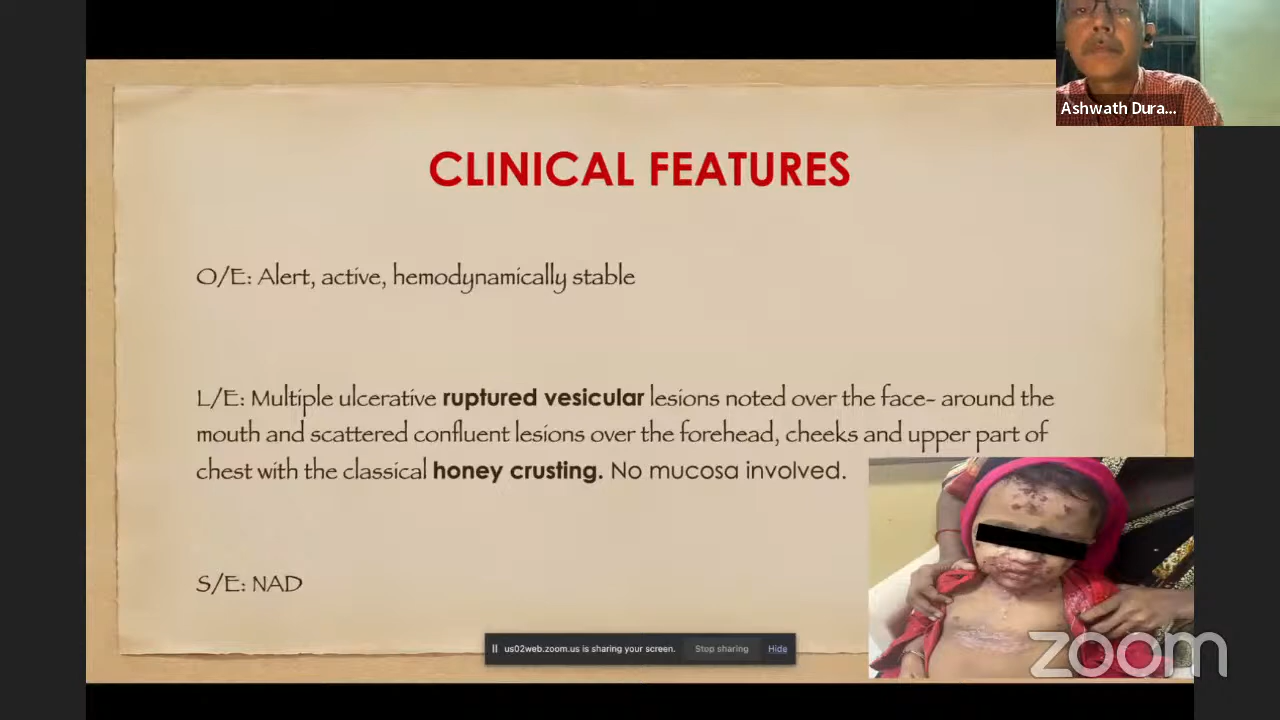 Ashwath Dura...
CLINICAL FEATURES
O/E: Alert, active, hemodynamically stable
L/E: Multiple ulcerative ruptured vesicular lesions noted over the face- around the
mouth and scattered confluent lesions over the forehead, cheeks and upper part of
chest with the classical honey crusting. No mucosa involved.
S/E: NAD
us02web.zoom.us is sharing your screen. Stop sharing Hide
zoom